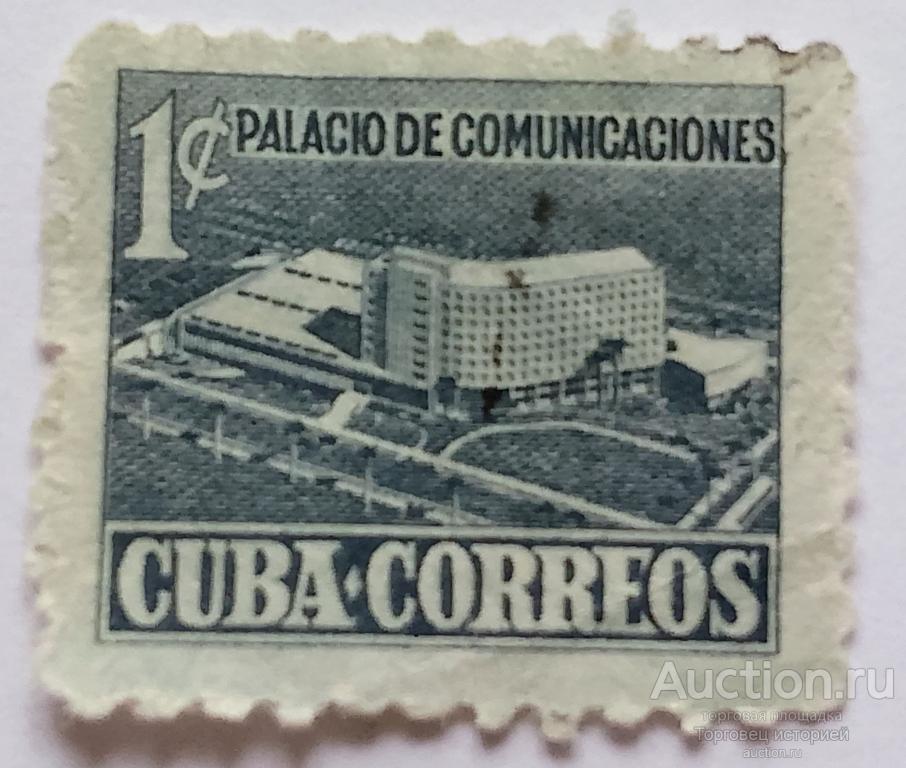 1¢ PALACIO DE COMUNICACIONES
CUBA·CORREOS
Auction.ru
торговая площадка
Торговец историей
auction.ru